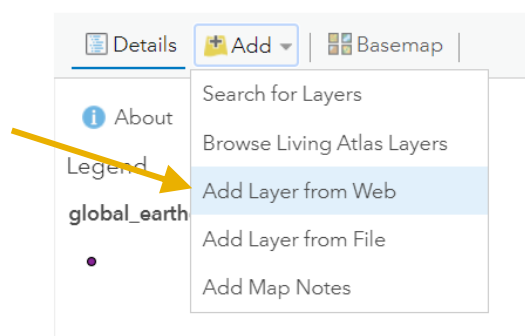 Details Add Basemap
About
Legend
global_earth
Search for Layers
Browse Living Atlas Layers
Add Layer from Web
Add Layer from File
Add Map Notes